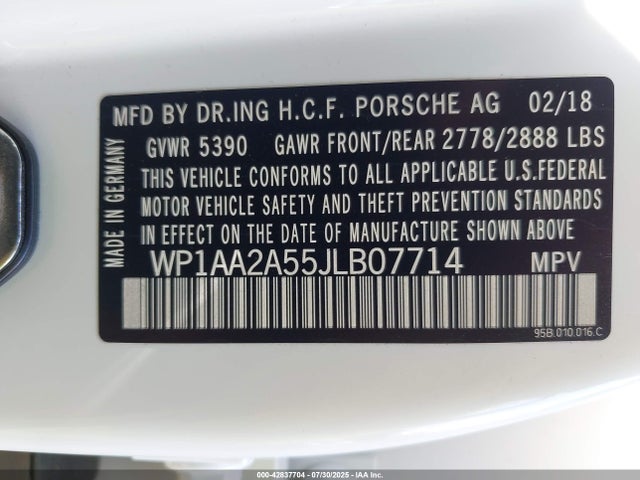 MFD BY DR.ING H.C.F. PORSCHE AG 02/18
GVWR 5390 GAWR FRONT/REAR 2778/2888 LBS
THIS VEHICLE CONFORMS TO ALL APPLICABLE U.S.FEDERAL
MOTOR VEHICLE SAFETY AND THEFT PREVENTION STANDARDS
IN EFFECT ON THE DATE OF MANUFACTURE SHOWN ABOVE
WP1AA2A55JLB07714 MPV
95B.010.016.C
MADE IN GERMANY
000-42837704 - 07/30/2025 - IAA Inc.